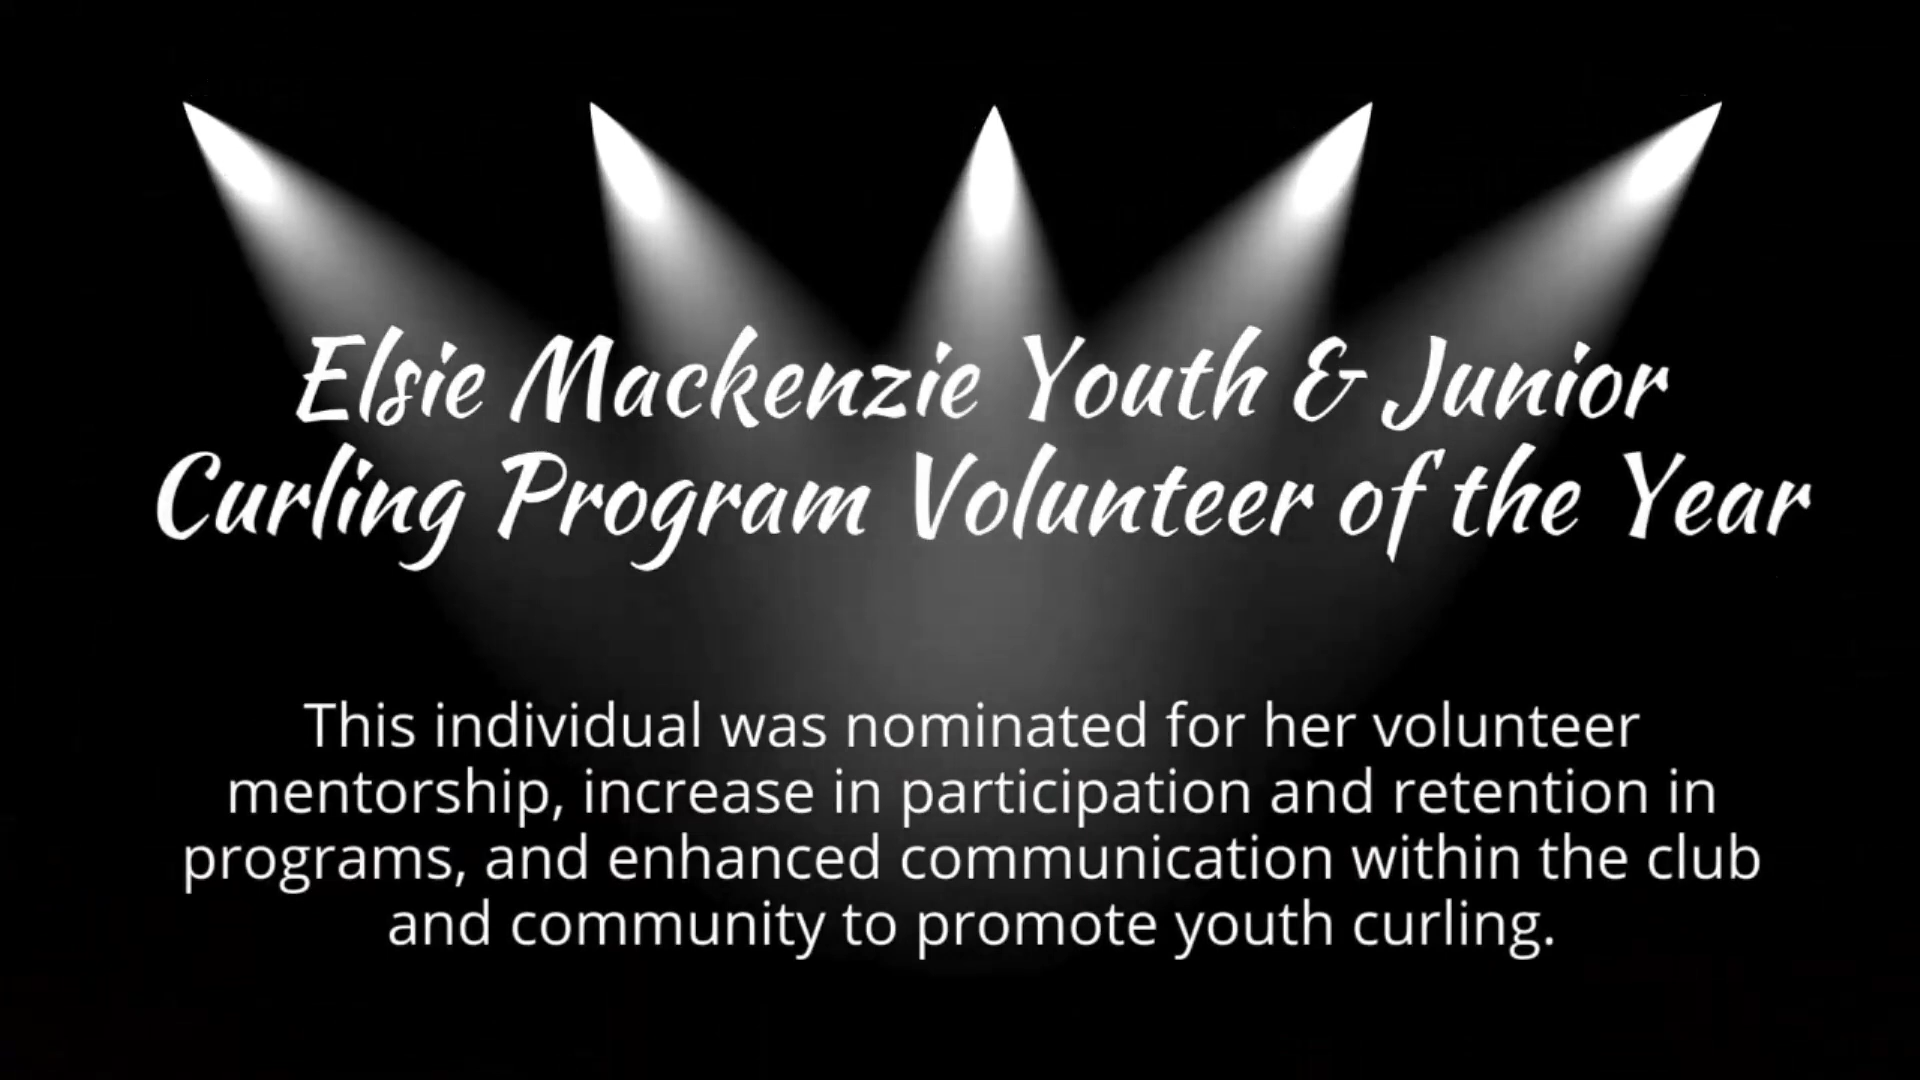 Elsie Mackenzie Youth & Junior
Curling Program Volunteer of the Year
This individual was nominated for her volunteer
mentorship, increase in participation and retention in
programs, and enhanced communication within the club
and community to promote youth curling.